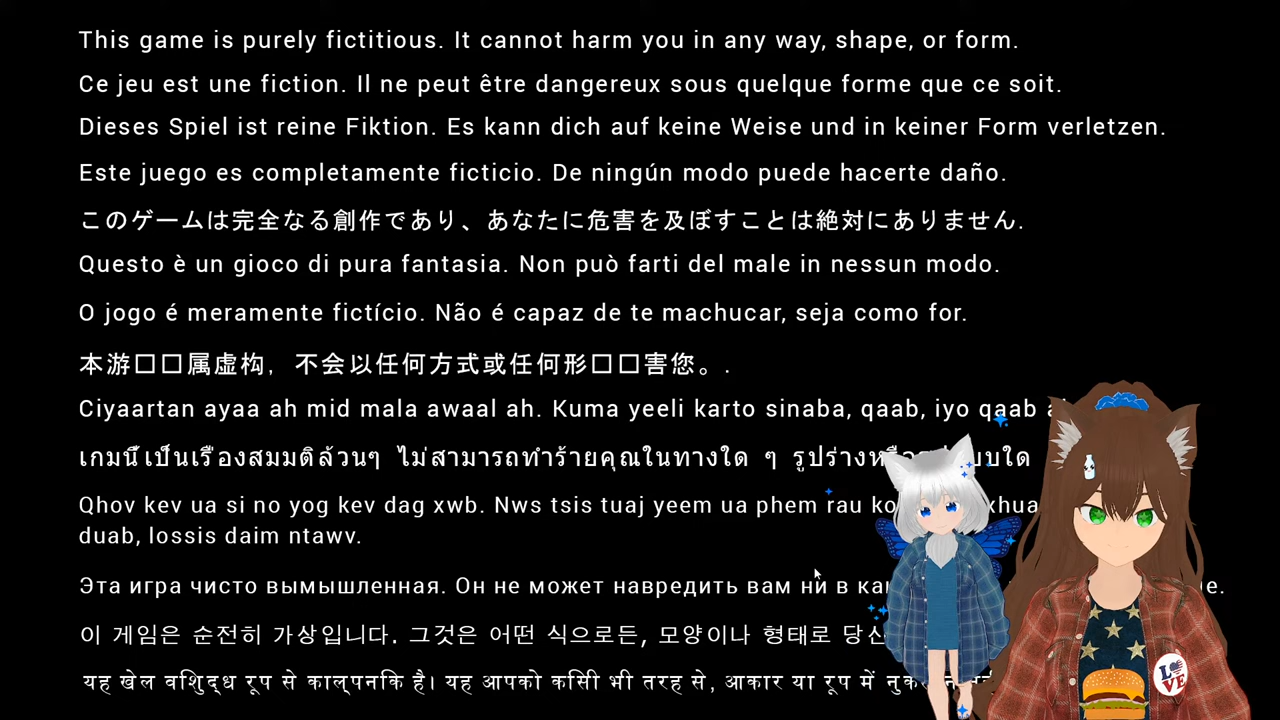 This game is purely fictitious. It cannot harm you in any way, shape, or form.
Ce jeu est une fiction. Il ne peut être dangereux sous quelque forme que ce soit.
Dieses Spiel ist reine Fiktion. Es kann dich auf keine Weise und in keiner Form verletzen.
Este juego es completamente ficticio. De ningún modo puede hacerte daño.
このゲームは完全なる創作であり、あなたに危害を及ぼすことは絶対にありません.
Questo è un gioco di pura fantasia. Non può farti del male in nessun modo.
O jogo é meramente fictício. Não é capaz de te machucar, seja como for.
本游□□属虚构，不会以任何方式或任何形□□害您。.
Ciyaartan ayaa ah mid mala awaal ah. Kuma yeeli karto sinaba, qaab, iyo qaab
เกมนี้เป็นเรื่องสมมติล้วนๆ ไม่สามารถทำร้ายคุณในทางใด ๆ รูปร่างหรือ
Qhov kev ua si no yog kev dag xwb. Nws tsis tuaj yeem ua phem rau
duab, lossis daim ntawv.
Эта игра чисто вымышленная. Он не может навредить вам ни в
이 게임은 순전히 가상입니다. 그것은 어떤 식으로든, 모양이나 형태로
यह खेल विशुद्ध रूप से काल्पनिक है। यह आपको किसी भी तरह से, आकार या रूप में
LOVE